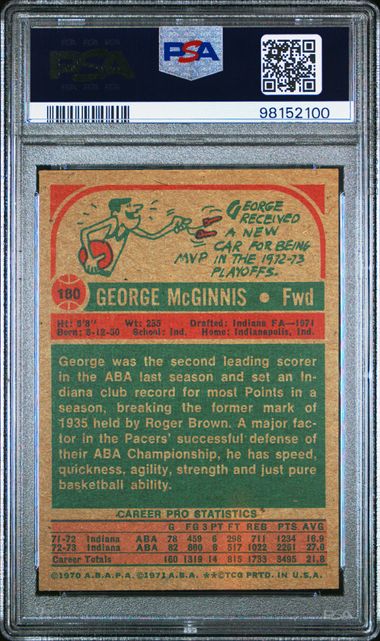 PSA
PSA
98152100
GEORGE
RECEIVED
A NEW
CAR FOR BEING
MVP IN THE 1972-73
PLAYOFFS.
180 GEORGE McGINNIS • Fwd
Ht: 6'8" Wt: 235 Drafted: Indiana FA—1971
Born: 8-12-50 School: Ind. Home: Indianapolis, Ind.
George was the second leading scorer
in the ABA last season and set an In-
diana club record for most Points in a
season, breaking the former mark of
1935 held by Roger Brown. A major fac-
tor in the Pacers' successful defense of
their ABA Championship, he has speed,
quickness, agility, strength and just pure
basketball ability.
CAREER PRO STATISTICS
G FG 3PT FT REB PTS AVG
71-72 Indiana ABA 78 459 6 298 711 1234 16.9
72-73 Indiana ABA 82 860 8 517 1022 2261 27.6
Career Totals 160 1319 14 815 1733 3495 21.8
©1970 A.B.A.P.A. ©1971 A.B.A. ★★©TCG PRTD. IN U.S.A.
PSA